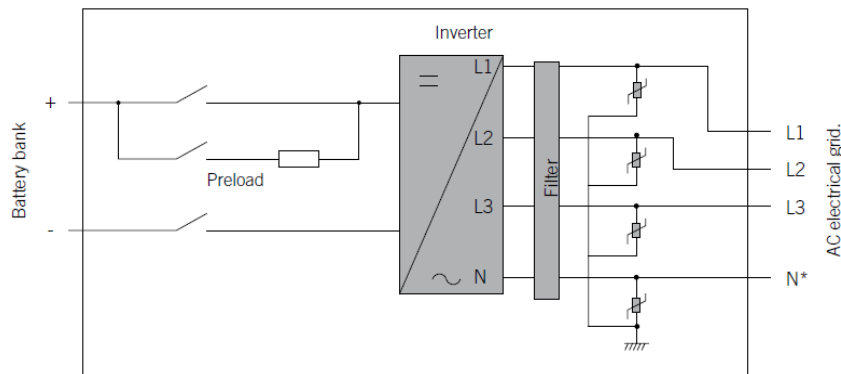 Inverter
L1
+
L1
L2
L2
Battery bank
Preload
Filter
AC electrical grid.
L3
L3
-
N
N*